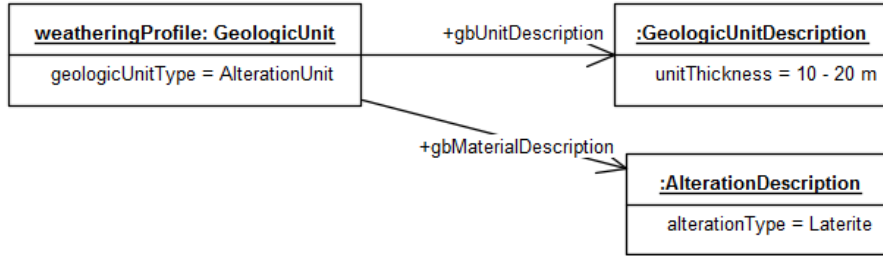 weatheringProfile: GeologicUnit
geologicUnitType = AlterationUnit
+gbUnitDescription
:GeologicUnitDescription
unitThickness = 10 - 20 m
+gbMaterialDescription
:AlterationDescription
alterationType = Laterite